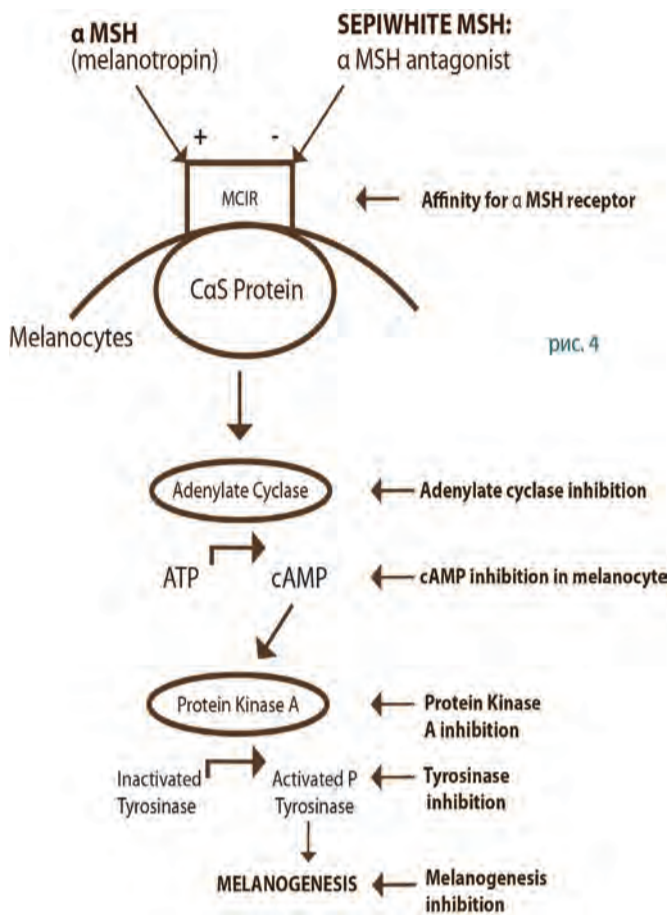 α MSH
(melanotropin)
SEPIWHITE MSH:
α MSH antagonist
+ -
MCIR
Affinity for α MSH receptor
CαS Protein
Melanocytes
рис. 4
Adenylate Cyclase
Adenylate cyclase inhibition
ATP
cAMP
cAMP inhibition in melanocyte
Protein Kinase A
Protein Kinase
A inhibition
Inactivated
Tyrosinase
Activated P
Tyrosinase
Tyrosinase
inhibition
MELANOGENESIS
Melanogenesis
inhibition